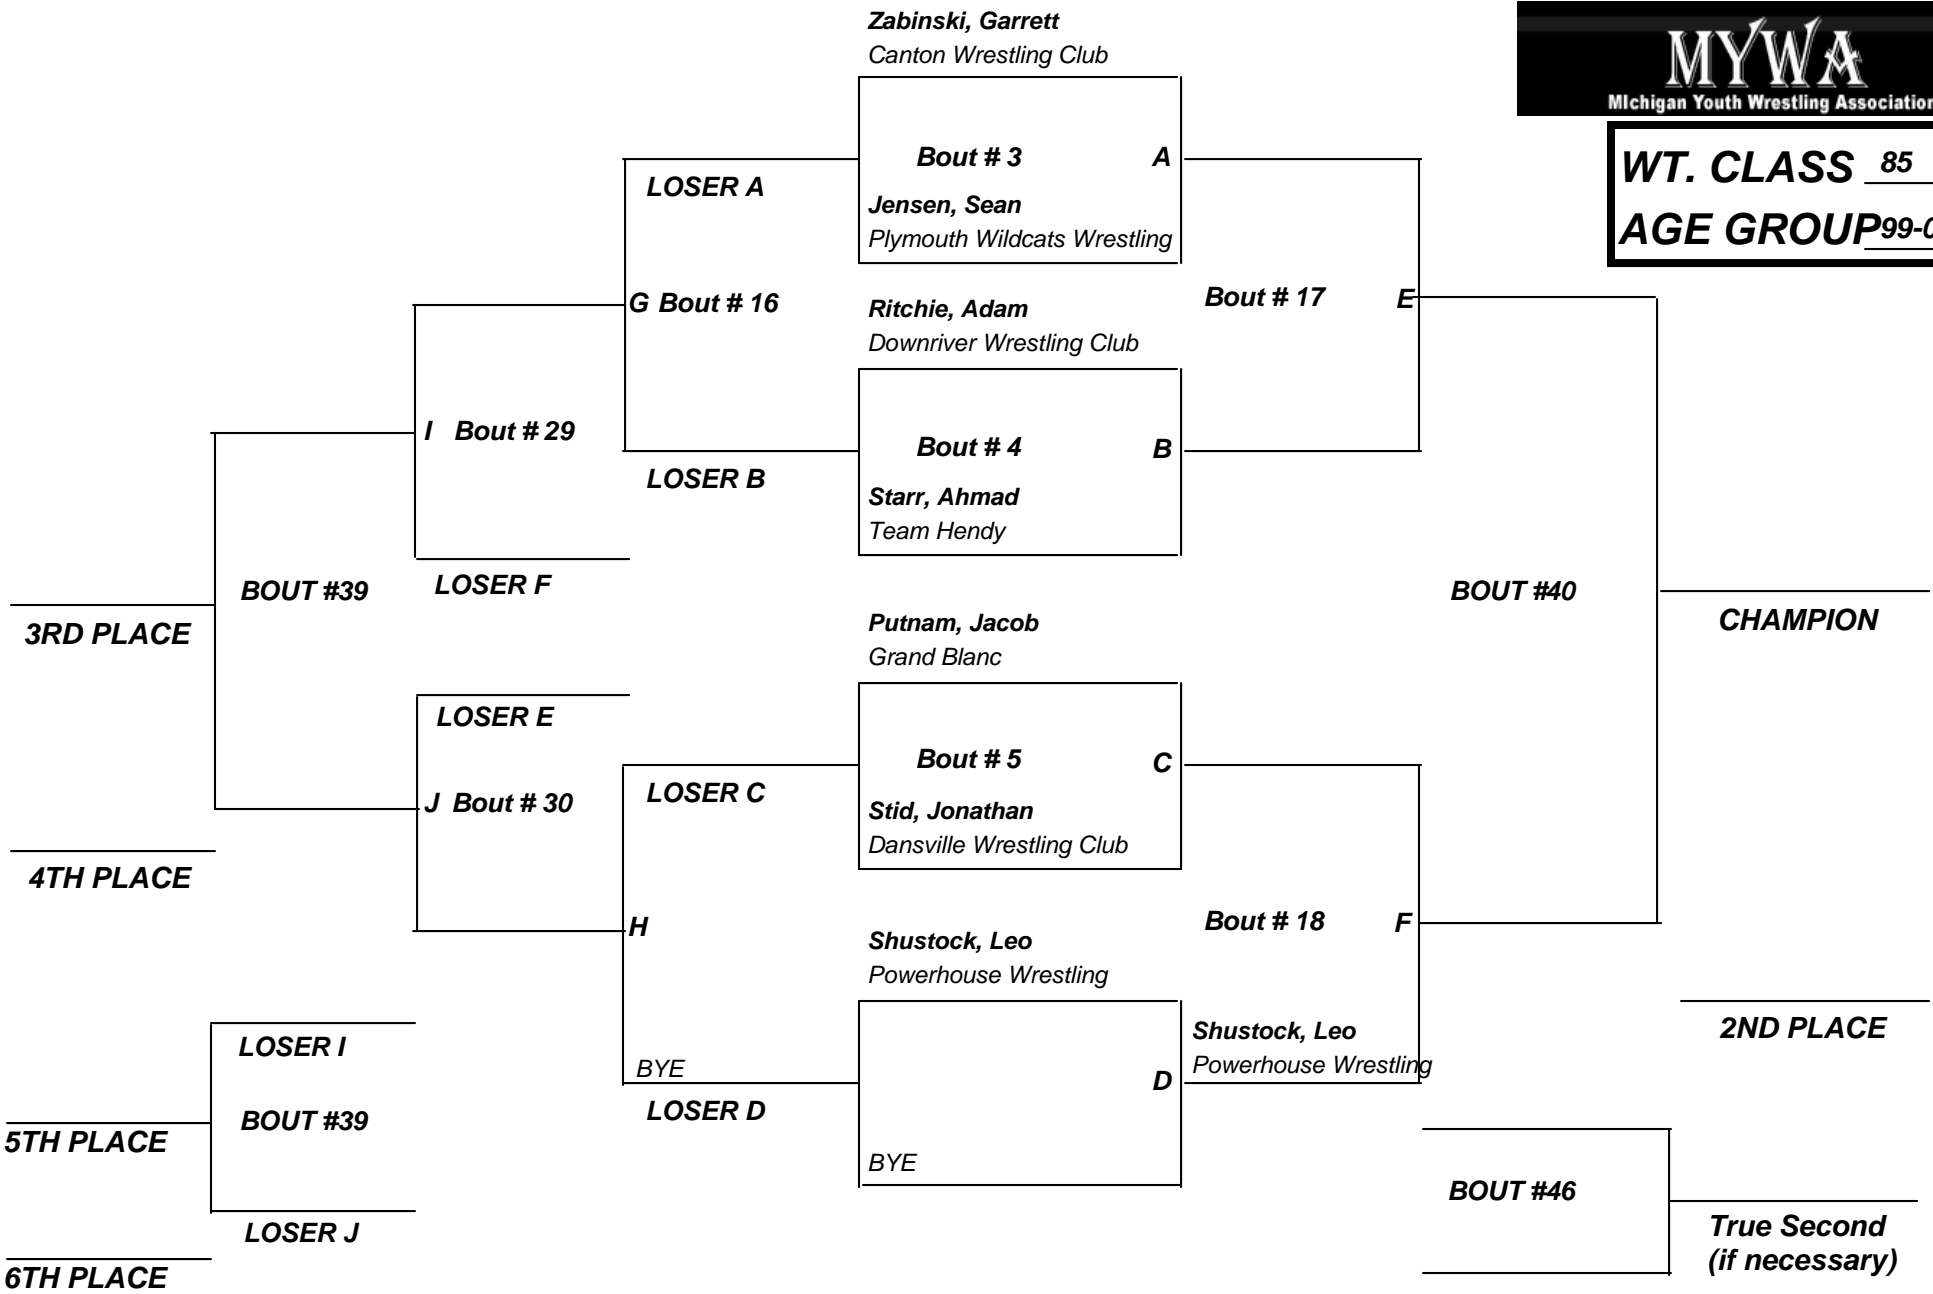 Zabinski, Garrett
Canton Wrestling Club
MYWA
MIchigan Youth Wrestling Association
WT. CLASS 85
AGE GROUP 99-0
Bout # 3 A
LOSER A
Jensen, Sean
Plymouth Wildcats Wrestling
G Bout # 16
Ritchie, Adam
Downriver Wrestling Club
Bout # 17 E
I Bout # 29
Bout # 4 B
LOSER B
Starr, Ahmad
Team Hendy
LOSER F
BOUT #39
3RD PLACE
BOUT #40
CHAMPION
Putnam, Jacob
Grand Blanc
LOSER E
Bout # 5 C
LOSER C
J Bout # 30
Stid, Jonathan
Dansville Wrestling Club
4TH PLACE
H
Bout # 18 F
Shustock, Leo
Powerhouse Wrestling
LOSER I
Shustock, Leo
Powerhouse Wrestling
2ND PLACE
BYE
D
LOSER D
BOUT #39
5TH PLACE
BYE
BOUT #46
LOSER J
True Second
(if necessary)
6TH PLACE